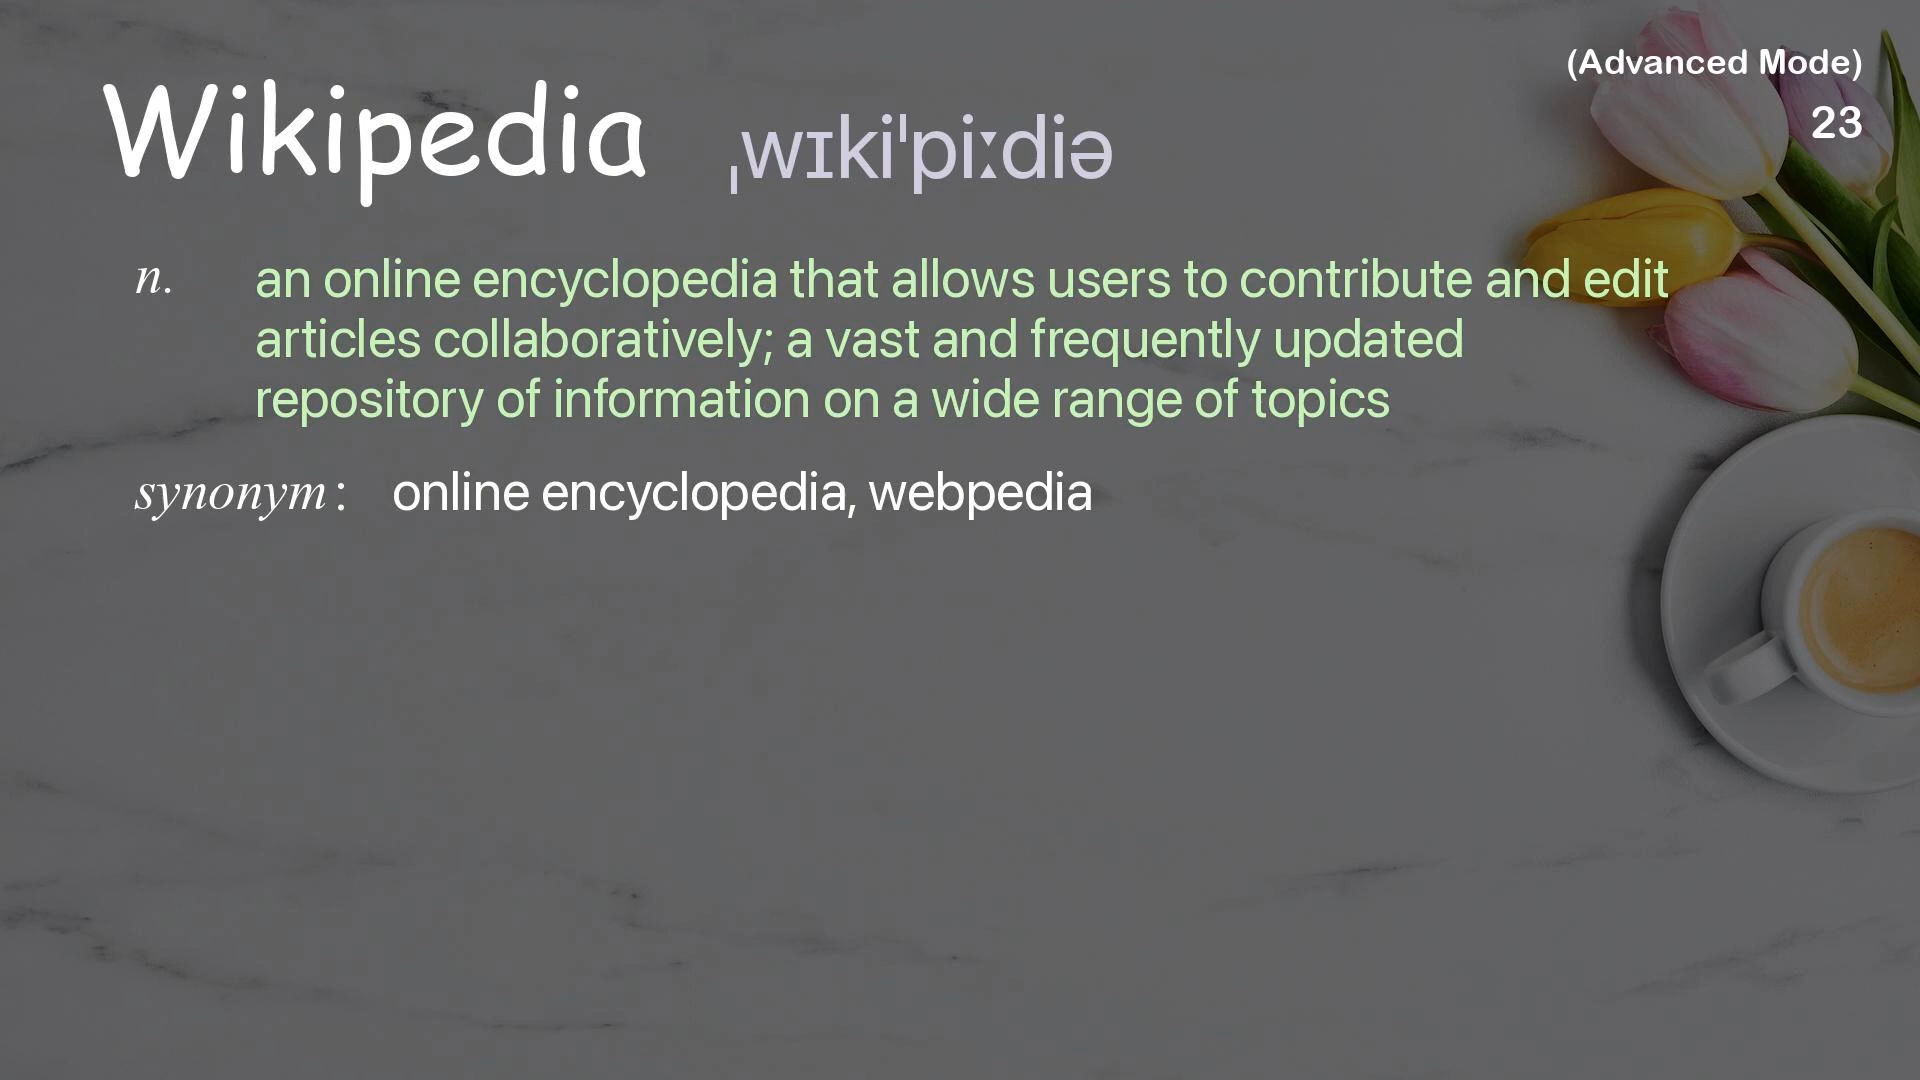 (Advanced Mode)
23
Wikipedia ˌwɪkiˈpiːdiə
n. an online encyclopedia that allows users to contribute and edit
articles collaboratively; a vast and frequently updated
repository of information on a wide range of topics
synonym : online encyclopedia, webpedia